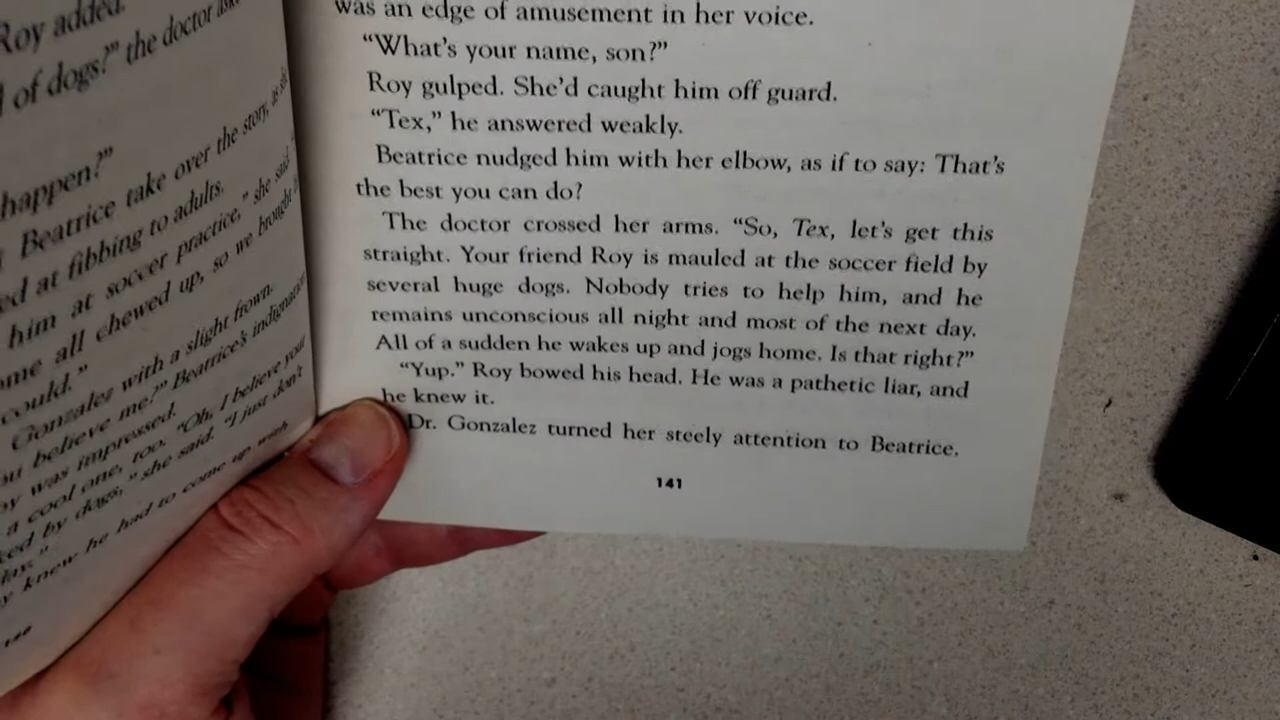 Roy added.
of dogs?" the doctor
happen?"
Beatrice take over the story, as she
at fibbing to adults.
him at soccer practice," she said.
all chewed up, so we brought
could."
Gonzalez with a slight frown.
believe me?" Beatrice's indignation
was impressed.
a cool one, too. "Oh, I believe your
by dogs," she said. "I just don't
knew he had to come up with
140
was an edge of amusement in her voice.
"What's your name, son?"
Roy gulped. She'd caught him off guard.
"Tex," he answered weakly.
Beatrice nudged him with her elbow, as if to say: That's
the best you can do?
The doctor crossed her arms. "So, Tex, let's get this
straight. Your friend Roy is mauled at the soccer field by
several huge dogs. Nobody tries to help him, and he
remains unconscious all night and most of the next day.
All of a sudden he wakes up and jogs home. Is that right?"
"Yup." Roy bowed his head. He was a pathetic liar, and
he knew it.
Dr. Gonzalez turned her steely attention to Beatrice.
141